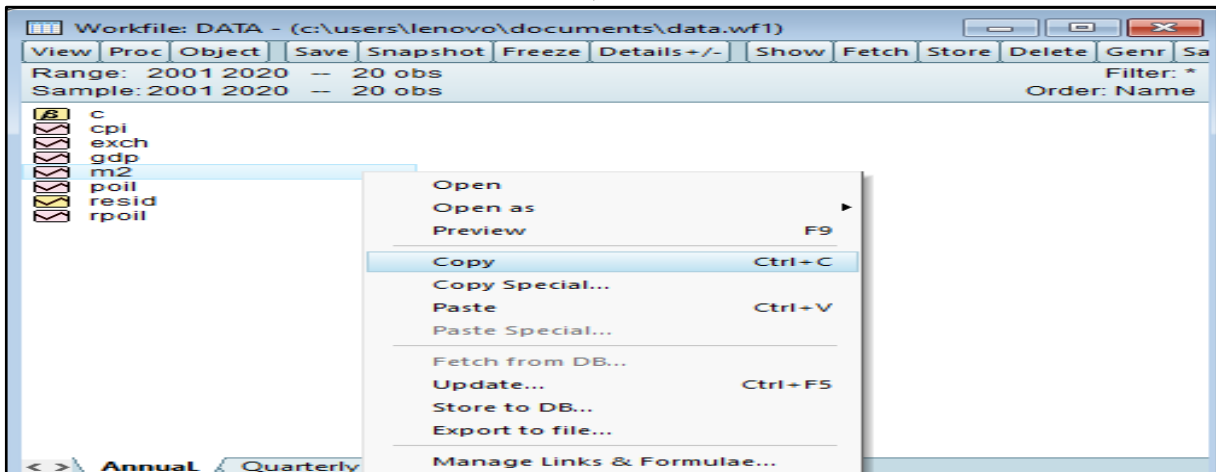 Workfile: DATA - (c:\users\lenovo\documents\data.wf1)
View Proc Object Save Snapshot Freeze Details+/- Show Fetch Store Delete Genr Sa
Range: 2001 2020 -- 20 obs Filter: *
Sample: 2001 2020 -- 20 obs Order: Name
β c
cpi
exch
gdp
m2
poil
resid
rpoil
Open
Open as
Preview F9
Copy Ctrl+C
Copy Special...
Paste Ctrl+V
Paste Special...
Fetch from DB...
Update... Ctrl+F5
Store to DB...
Export to file...
Manage Links & Formulae...
< > Annual Quarterly